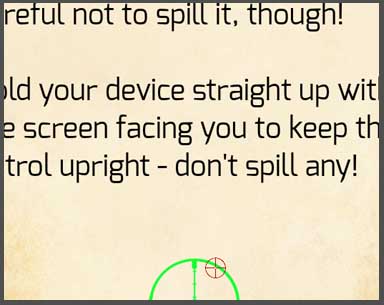 reful not to spill it, though!
old your device straight up with
e screen facing you to keep th
trol upright - don't spill any!